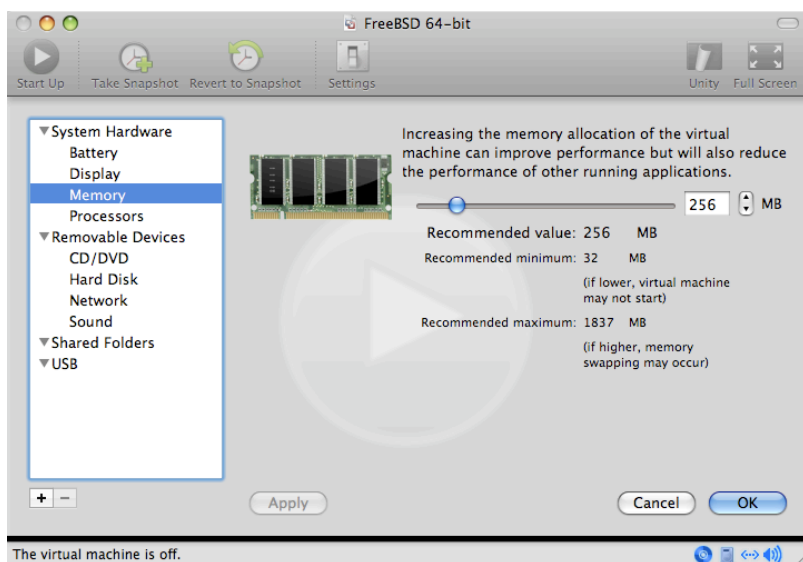 FreeBSD 64-bit
Start Up
Take Snapshot
Revert to Snapshot
Settings
Unity
Full Screen
System Hardware
Battery
Display
Memory
Processors
Removable Devices
CD/DVD
Hard Disk
Network
Sound
Shared Folders
USB
Increasing the memory allocation of the virtual
machine can improve performance but will also reduce
the performance of other running applications.
256 MB
Recommended value: 256 MB
Recommended minimum: 32 MB
(if lower, virtual machine
may not start)
Recommended maximum: 1837 MB
(if higher, memory
swapping may occur)
+ −
Apply
Cancel
OK
The virtual machine is off.